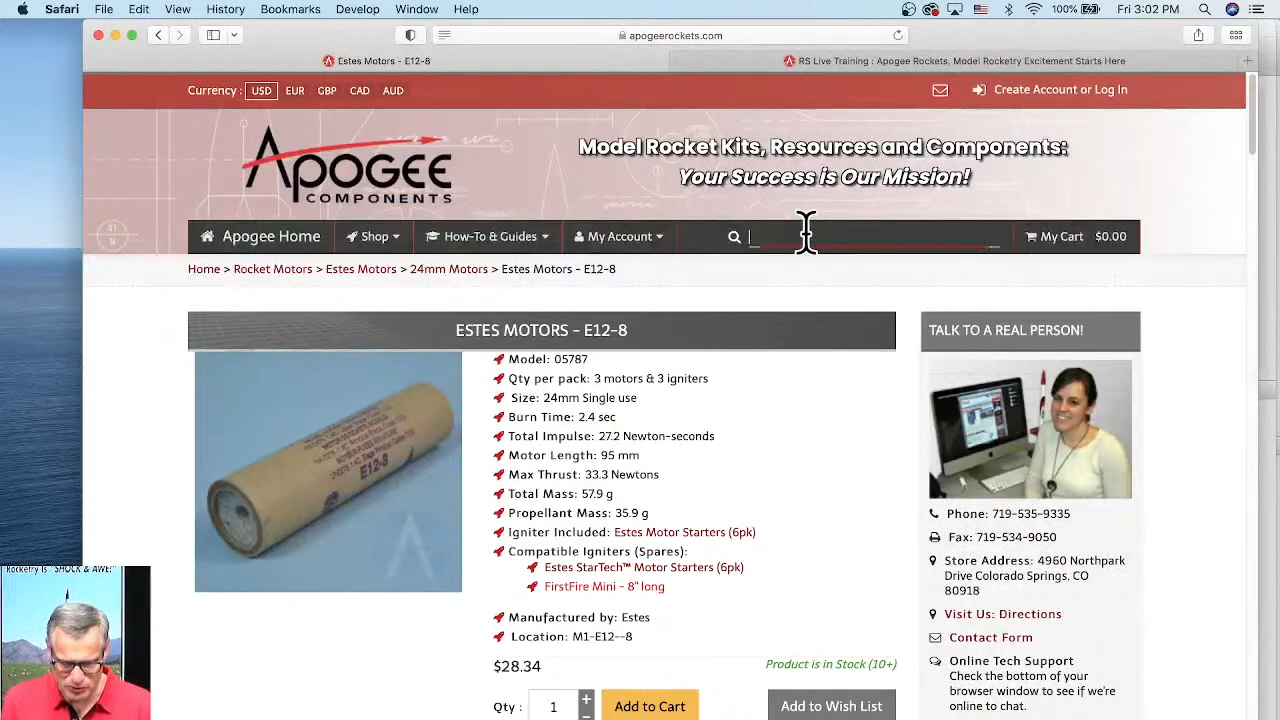 Safari File Edit View History Bookmarks Develop Window Help 100% Fri 3:02 PM
apogeerockets.com
Estes Motors - E12-8 RS Live Training : Apogee Rockets, Model Rocketry Excitement Starts Here
Currency : USD EUR GBP CAD AUD Create Account or Log In
APOGEE
COMPONENTS
Model Rocket Kits, Resources and Components:
Your Success is Our Mission!
Apogee Home Shop How-To & Guides My Account My Cart $0.00
Home > Rocket Motors > Estes Motors > 24mm Motors > Estes Motors - E12-8
ESTES MOTORS - E12-8
Model: 05787
Qty per pack: 3 motors & 3 igniters
Size: 24mm Single use
Burn Time: 2.4 sec
Total Impulse: 27.2 Newton-seconds
Motor Length: 95 mm
Max Thrust: 33.3 Newtons
Total Mass: 57.9 g
Propellant Mass: 35.9 g
Igniter Included: Estes Motor Starters (6pk)
Compatible Igniters (Spares):
Estes StarTech™ Motor Starters (6pk)
FirstFire Mini - 8" long
Manufactured by: Estes
Location: M1-E12--8
$28.34 Product is in Stock (10+)
Qty : 1 + − Add to Cart Add to Wish List
E12-8
TALK TO A REAL PERSON!
Phone: 719-535-9335
Fax: 719-534-9050
Store Address: 4960 Northpark
Drive Colorado Springs, CO
80918
Visit Us: Directions
Contact Form
Online Tech Support
Check the bottom of your
browser window to see if we're
online to chat.
Rocketry is "SHOCK & AWE!"